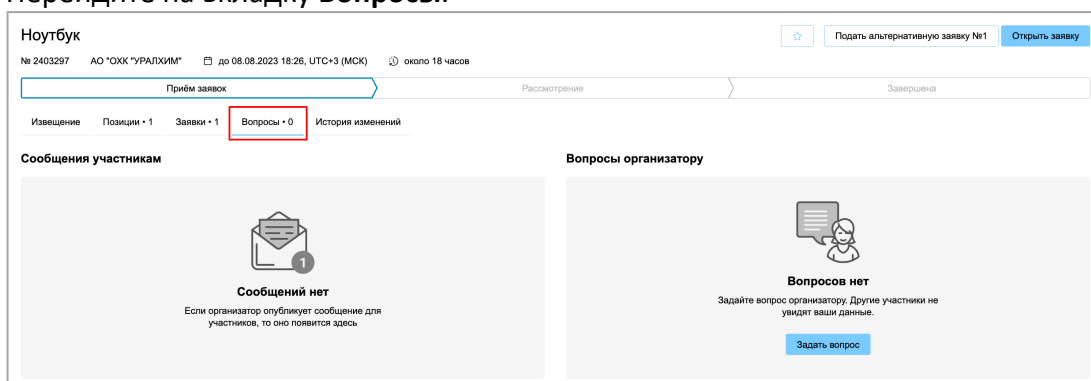 Перейдите на вкладку Вопросы.
Ноутбук
Подать альтернативную заявку №1
Открыть заявку
№ 2403297 АО "ОХК "УРАЛХИМ" до 08.08.2023 18:26, UTC+3 (МСК) около 18 часов
Приём заявок Рассмотрение Завершена
Извещение Позиции • 1 Заявки • 1 Вопросы • 0 История изменений
Сообщения участникам
1
Сообщений нет
Если организатор опубликует сообщение для
участников, то оно появится здесь
Вопросы организатору
Вопросов нет
Задайте вопрос организатору. Другие участники не
увидят ваши данные.
Задать вопрос